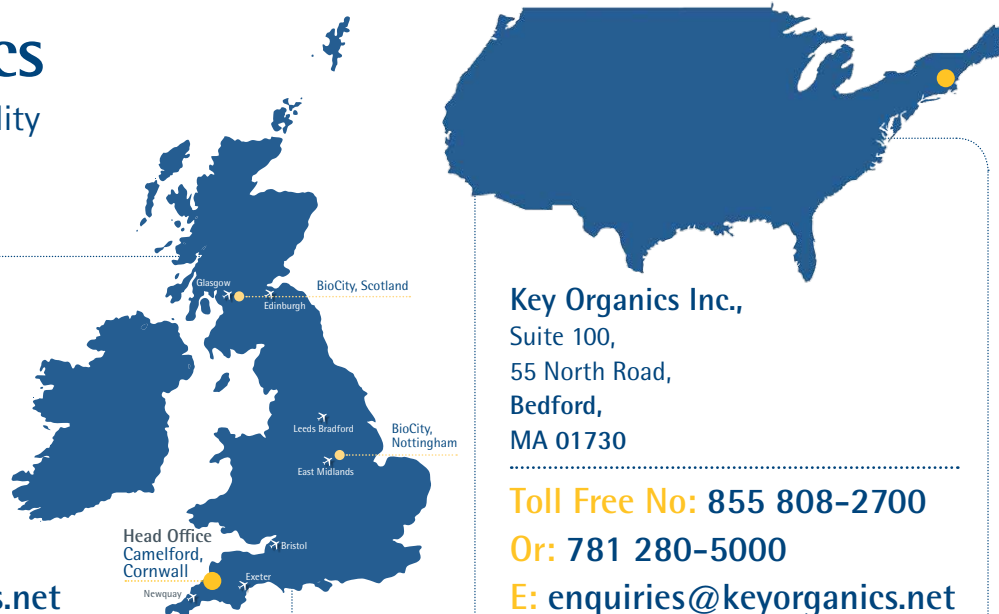 cs
lity
Glasgow
BioCity, Scotland
Edinburgh
Leeds Bradford
BioCity,
Nottingham
East Midlands
Head Office
Camelford,
Cornwall
Bristol
Exeter
Newquay
s.net
Key Organics Inc.,
Suite 100,
55 North Road,
Bedford,
MA 01730
Toll Free No: 855 808-2700
Or: 781 280-5000
E: enquiries@keyorganics.net